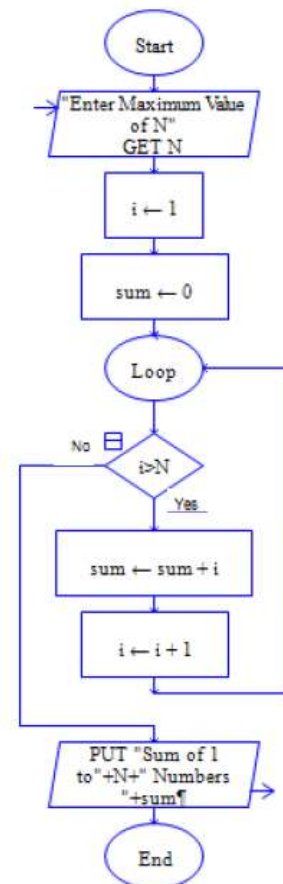 Start
"Enter Maximum Value
of N"
GET N
i ← 1
sum ← 0
Loop
No
i>N
Yes
sum ← sum + i
i ← i + 1
PUT "Sum of 1
to"+N+" Numbers
"+sum¶
End